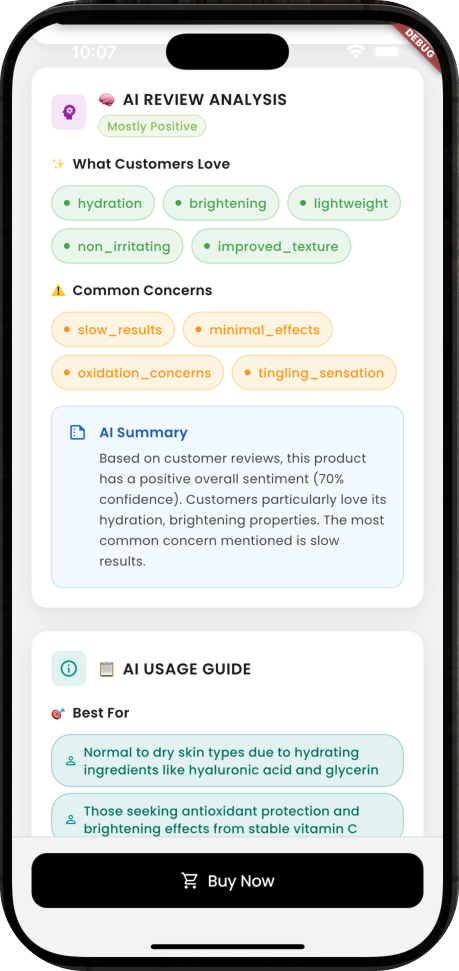 10:07
DEBUG
AI REVIEW ANALYSIS
Mostly Positive
What Customers Love
hydration
brightening
lightweight
non_irritating
improved_texture
Common Concerns
slow_results
minimal_effects
oxidation_concerns
tingling_sensation
AI Summary
Based on customer reviews, this product
has a positive overall sentiment (70%
confidence). Customers particularly love its
hydration, brightening properties. The most
common concern mentioned is slow
results.
AI USAGE GUIDE
Best For
Normal to dry skin types due to hydrating
ingredients like hyaluronic acid and glycerin
Those seeking antioxidant protection and
brightening effects from stable vitamin C
Buy Now